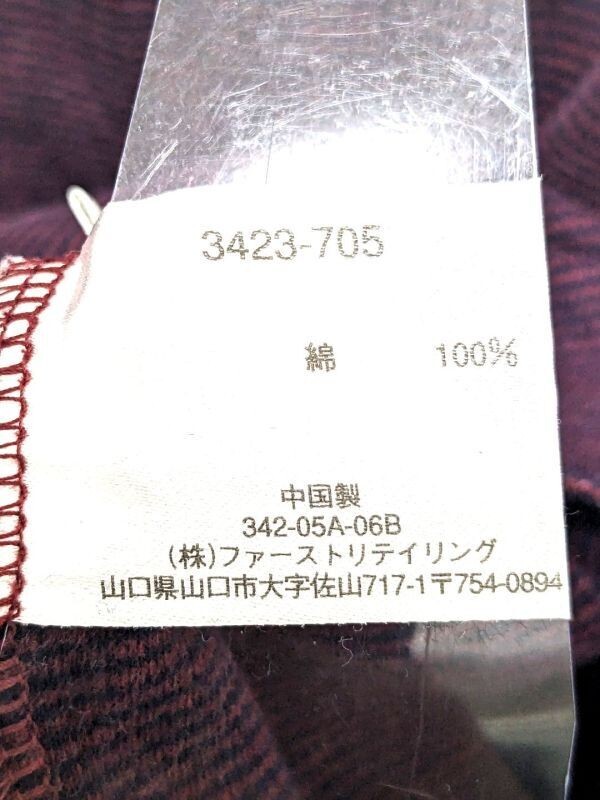 3423-705
綿 100%
中国製
342-05A-06B
(株)ファーストリテイリング
山口県山口市大字佐山717-1〒754-0894